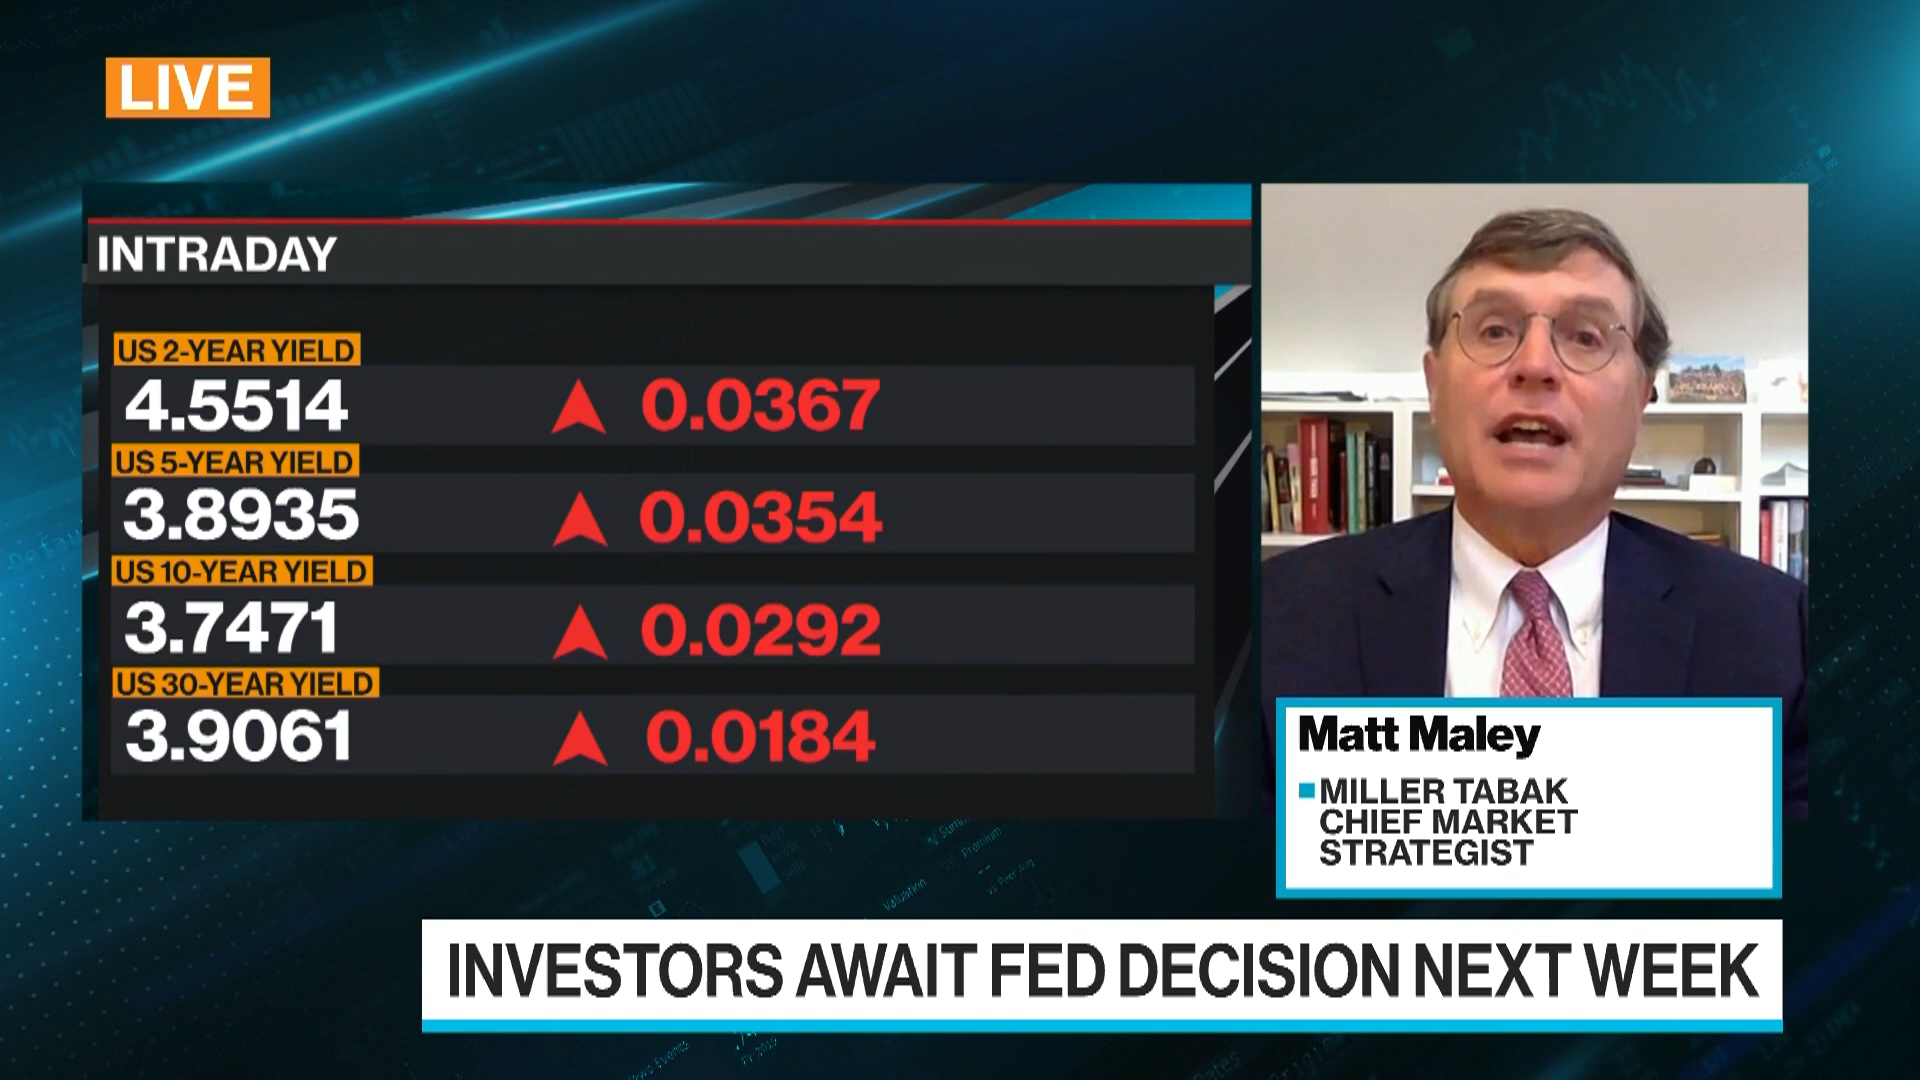 LIVE
INTRADAY
US 2-YEAR YIELD
4.5514 ▲ 0.0367
US 5-YEAR YIELD
3.8935 ▲ 0.0354
US 10-YEAR YIELD
3.7471 ▲ 0.0292
US 30-YEAR YIELD
3.9061 ▲ 0.0184
Matt Maley
MILLER TABAK
CHIEF MARKET
STRATEGIST
Valuation
Premium
INVESTORS AWAIT FED DECISION NEXT WEEK